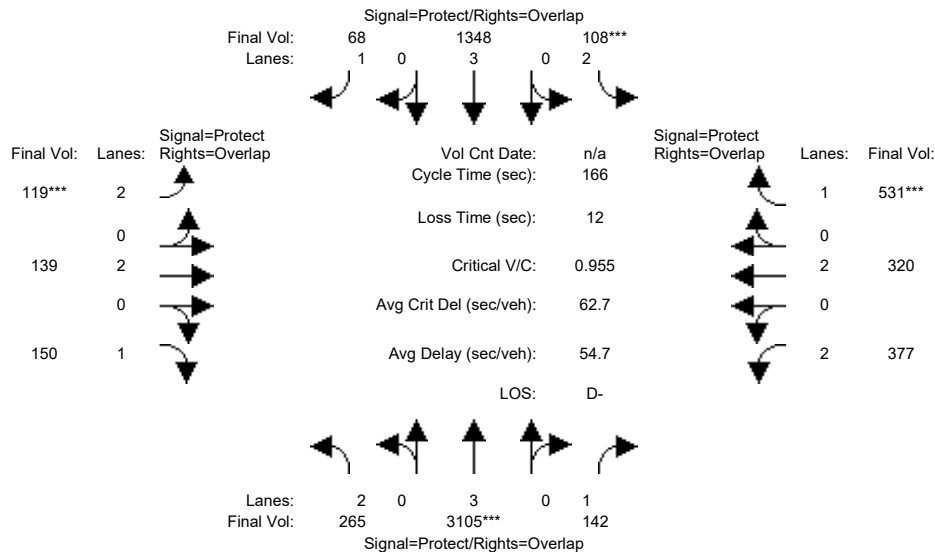 Signal=Protect/Rights=Overlap
Final Vol: 68 1348 108***
Lanes: 1 0 3 0 2
Signal=Protect
Final Vol: Lanes: Rights=Overlap
Vol Cnt Date: n/a
Signal=Protect
Rights=Overlap Lanes: Final Vol:
Cycle Time (sec): 166
119*** 2
1 531***
Loss Time (sec): 12
0
0
139 2
Critical V/C: 0.955
2 320
0
Avg Crit Del (sec/veh): 62.7
0
150 1
Avg Delay (sec/veh): 54.7
2 377
LOS: D-
Lanes: 2 0 3 0 1
Final Vol: 265 3105*** 142
Signal=Protect/Rights=Overlap